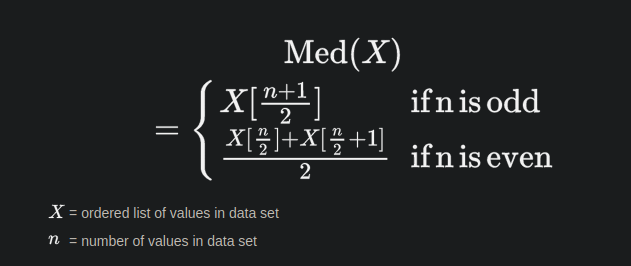 Med(X)
= { X[(n+1)/2] if n is odd
(X[n/2]+X[n/2+1])/2 if n is even
X = ordered list of values in data set
n = number of values in data set